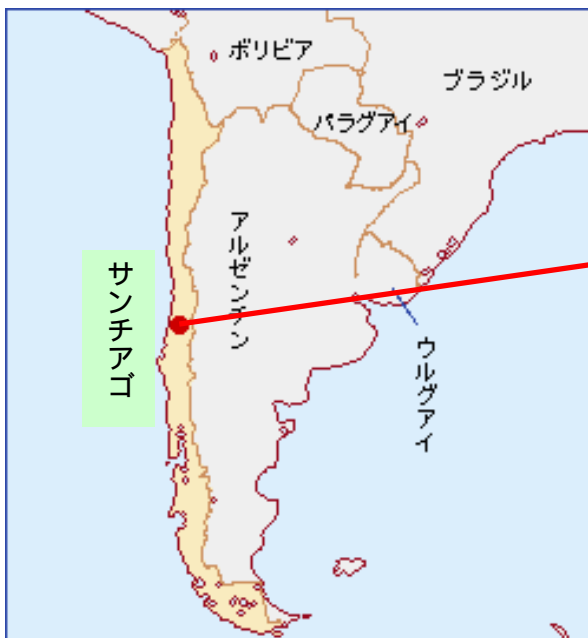 ボリビア
ブラジル
パラグアイ
アルゼンチン
サンチアゴ
ウルグアイ